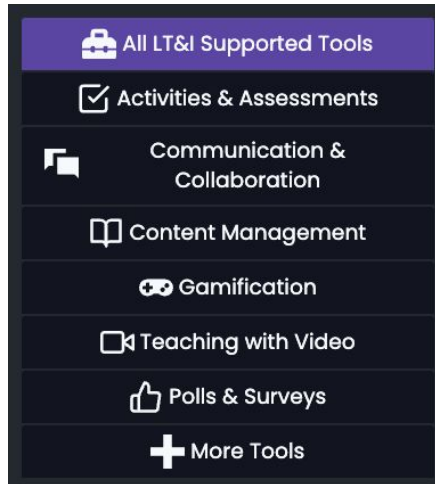 All LT&I Supported Tools
Activities & Assessments
Communication &
Collaboration
Content Management
Gamification
Teaching with Video
Polls & Surveys
More Tools